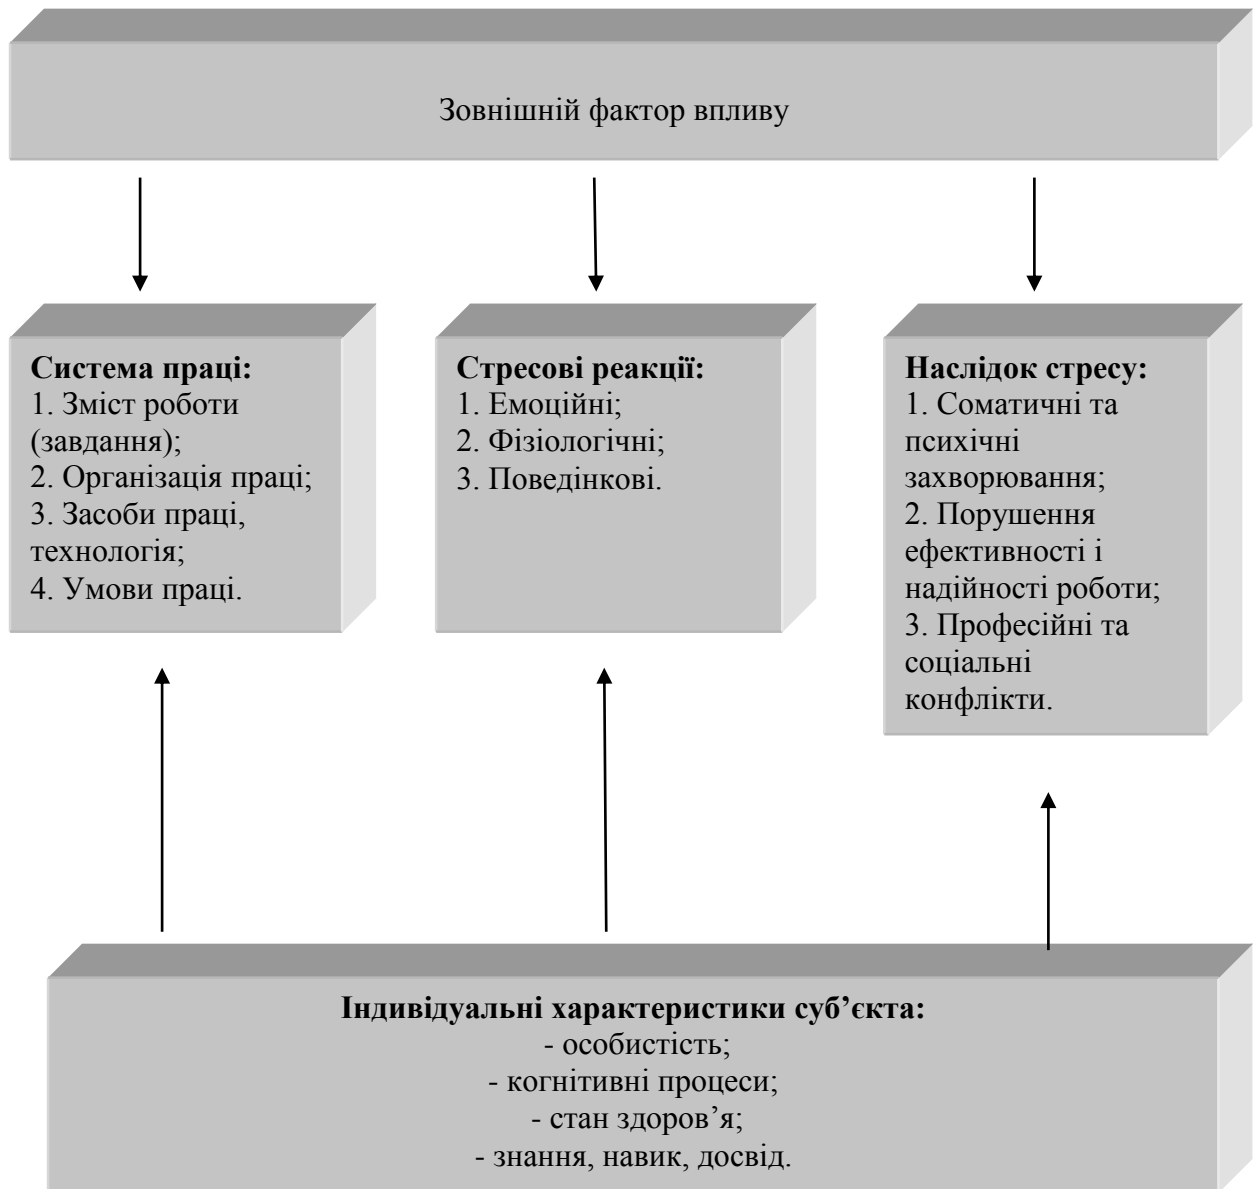 Зовнішній фактор впливу
Система праці:
1. Зміст роботи
(завдання);
2. Організація праці;
3. Засоби праці,
технологія;
4. Умови праці.
Стресові реакції:
1. Емоційні;
2. Фізіологічні;
3. Поведінкові.
Наслідок стресу:
1. Соматичні та
психічні
захворювання;
2. Порушення
ефективності і
надійності роботи;
3. Професійні та
соціальні
конфлікти.
Індивідуальні характеристики суб’єкта:
- особистість;
- когнітивні процеси;
- стан здоров’я;
- знання, навик, досвід.